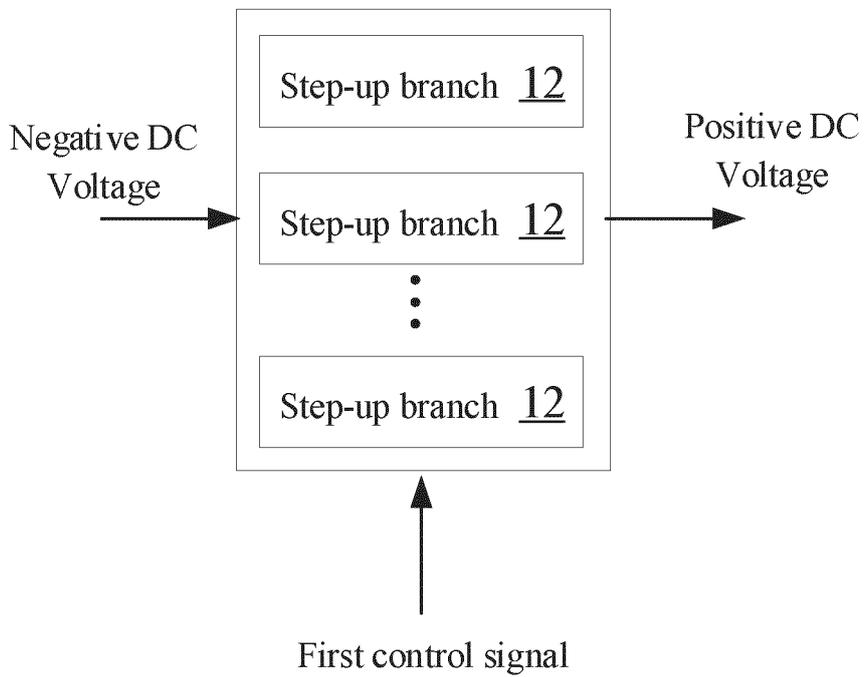 Step-up branch 12
Negative DC
Voltage
Positive DC
Voltage
Step-up branch 12
Step-up branch 12
First control signal